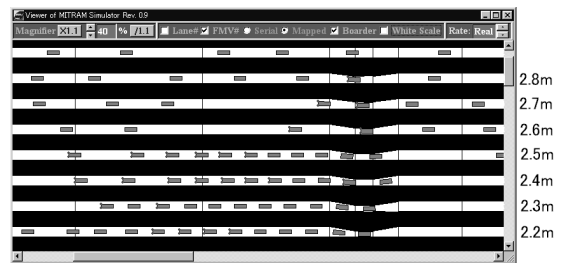 Viewer of MITRAM Simulator Rev. 0.9
Magnifier X1.1 40 % /1.1 Lane# FMV# Serial Mapped Boarder White Scale Rate: Real
2.8m
2.7m
2.6m
2.5m
2.4m
2.3m
2.2m